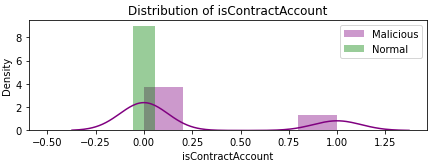 Distribution of isContractAccount
Malicious
Normal
Density
8
6
4
2
0
−0.50 −0.25 0.00 0.25 0.50 0.75 1.00 1.25
isContractAccount